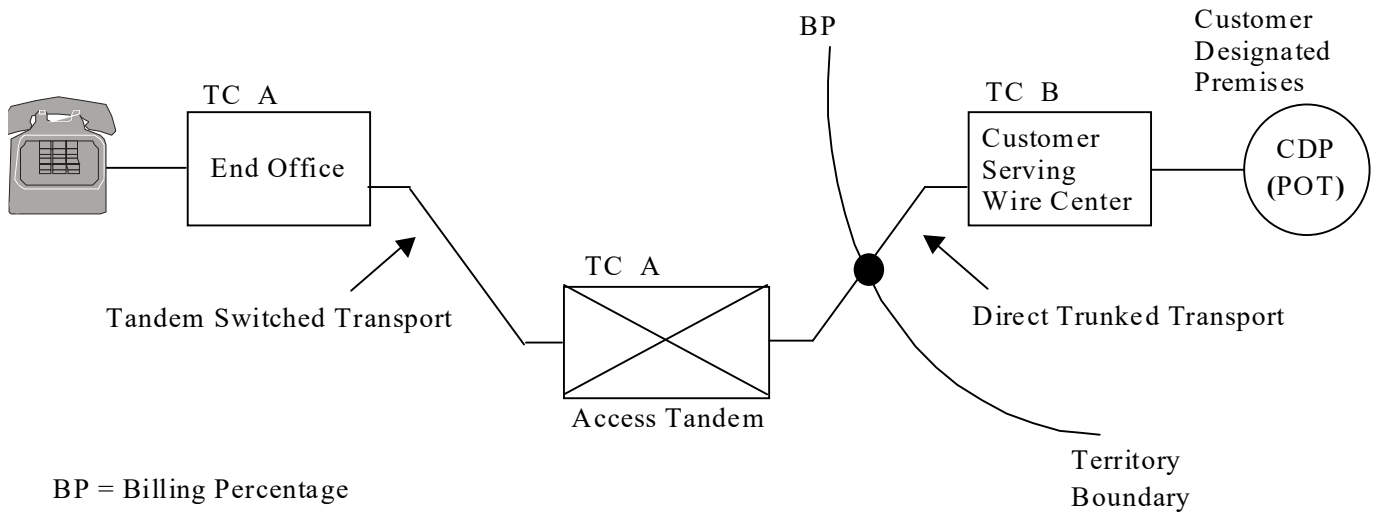 BP
Customer
Designated
Premises
TC A
End Office
TC B
Customer
Serving
Wire Center
CDP
(POT)
Tandem Switched Transport
TC A
Access Tandem
Direct Trunked Transport
Territory
Boundary
BP = Billing Percentage